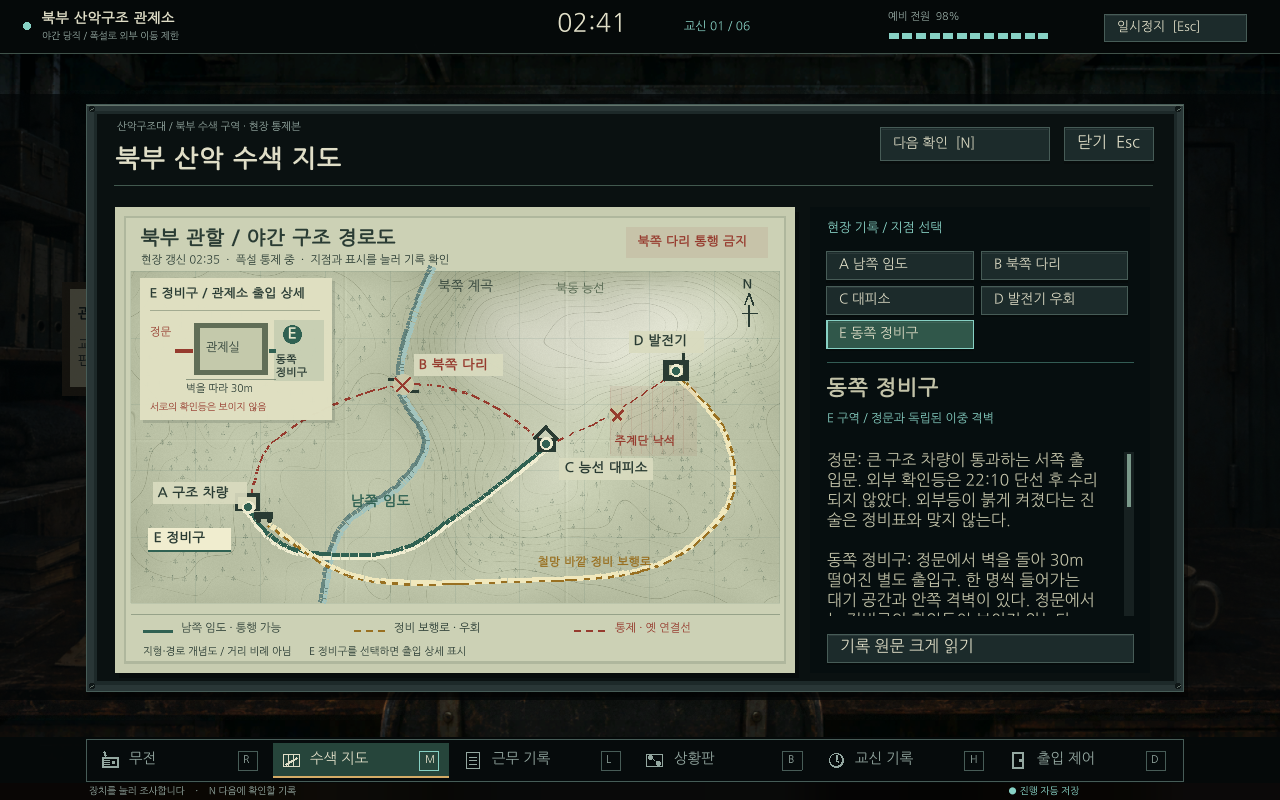 북부 산악구조 관제소
야간 당직 / 폭설로 외부 이동 제한
02:41
교신 01 / 06
예비 전원 98%
일시정지 [Esc]
산악구조대 / 북부 수색 구역 · 현장 통제본
북부 산악 수색 지도
다음 확인 [N]
닫기 Esc
북부 관할 / 야간 구조 경로도
현장 갱신 02:35 · 폭설 통제 중 · 지점과 표시를 눌러 기록 확인
북쪽 다리 통행 금지
E 정비구 / 관제소 출입 상세
정문
관제실
E
동쪽
정비구
벽을 따라 30m
서로의 확인등은 보이지 않음
북쪽 계곡
북동 능선
N
D 발전기
B 북쪽 다리
주계단 낙석
C 능선 대피소
A 구조 차량
남쪽 임도
E 정비구
철망 바깥 정비 보행로
남쪽 임도 · 통행 가능
정비 보행로 · 우회
통제 · 옛 연결선
지형·경로 개념도 / 거리 비례 아님
E 정비구를 선택하면 출입 상세 표시
현장 기록 / 지점 선택
A 남쪽 임도
B 북쪽 다리
C 대피소
D 발전기 우회
E 동쪽 정비구
동쪽 정비구
E 구역 / 정문과 독립된 이중 격벽
정문: 큰 구조 차량이 통과하는 서쪽 출
입문. 외부 확인등은 22:10 단선 후 수리
되지 않았다. 외부등이 붉게 켜졌다는 진
술은 정비표와 맞지 않는다.
동쪽 정비구: 정문에서 벽을 돌아 30m
떨어진 별도 출입구. 한 명씩 들어가는
대기 공간과 안쪽 격벽이 있다. 정문에서
기록 원문 크게 읽기
무전 R
수색 지도 M
근무 기록 L
상황판 B
교신 기록 H
출입 제어 D
장치를 눌러 조사합니다 · N 다음에 확인할 기록
진행 자동 저장